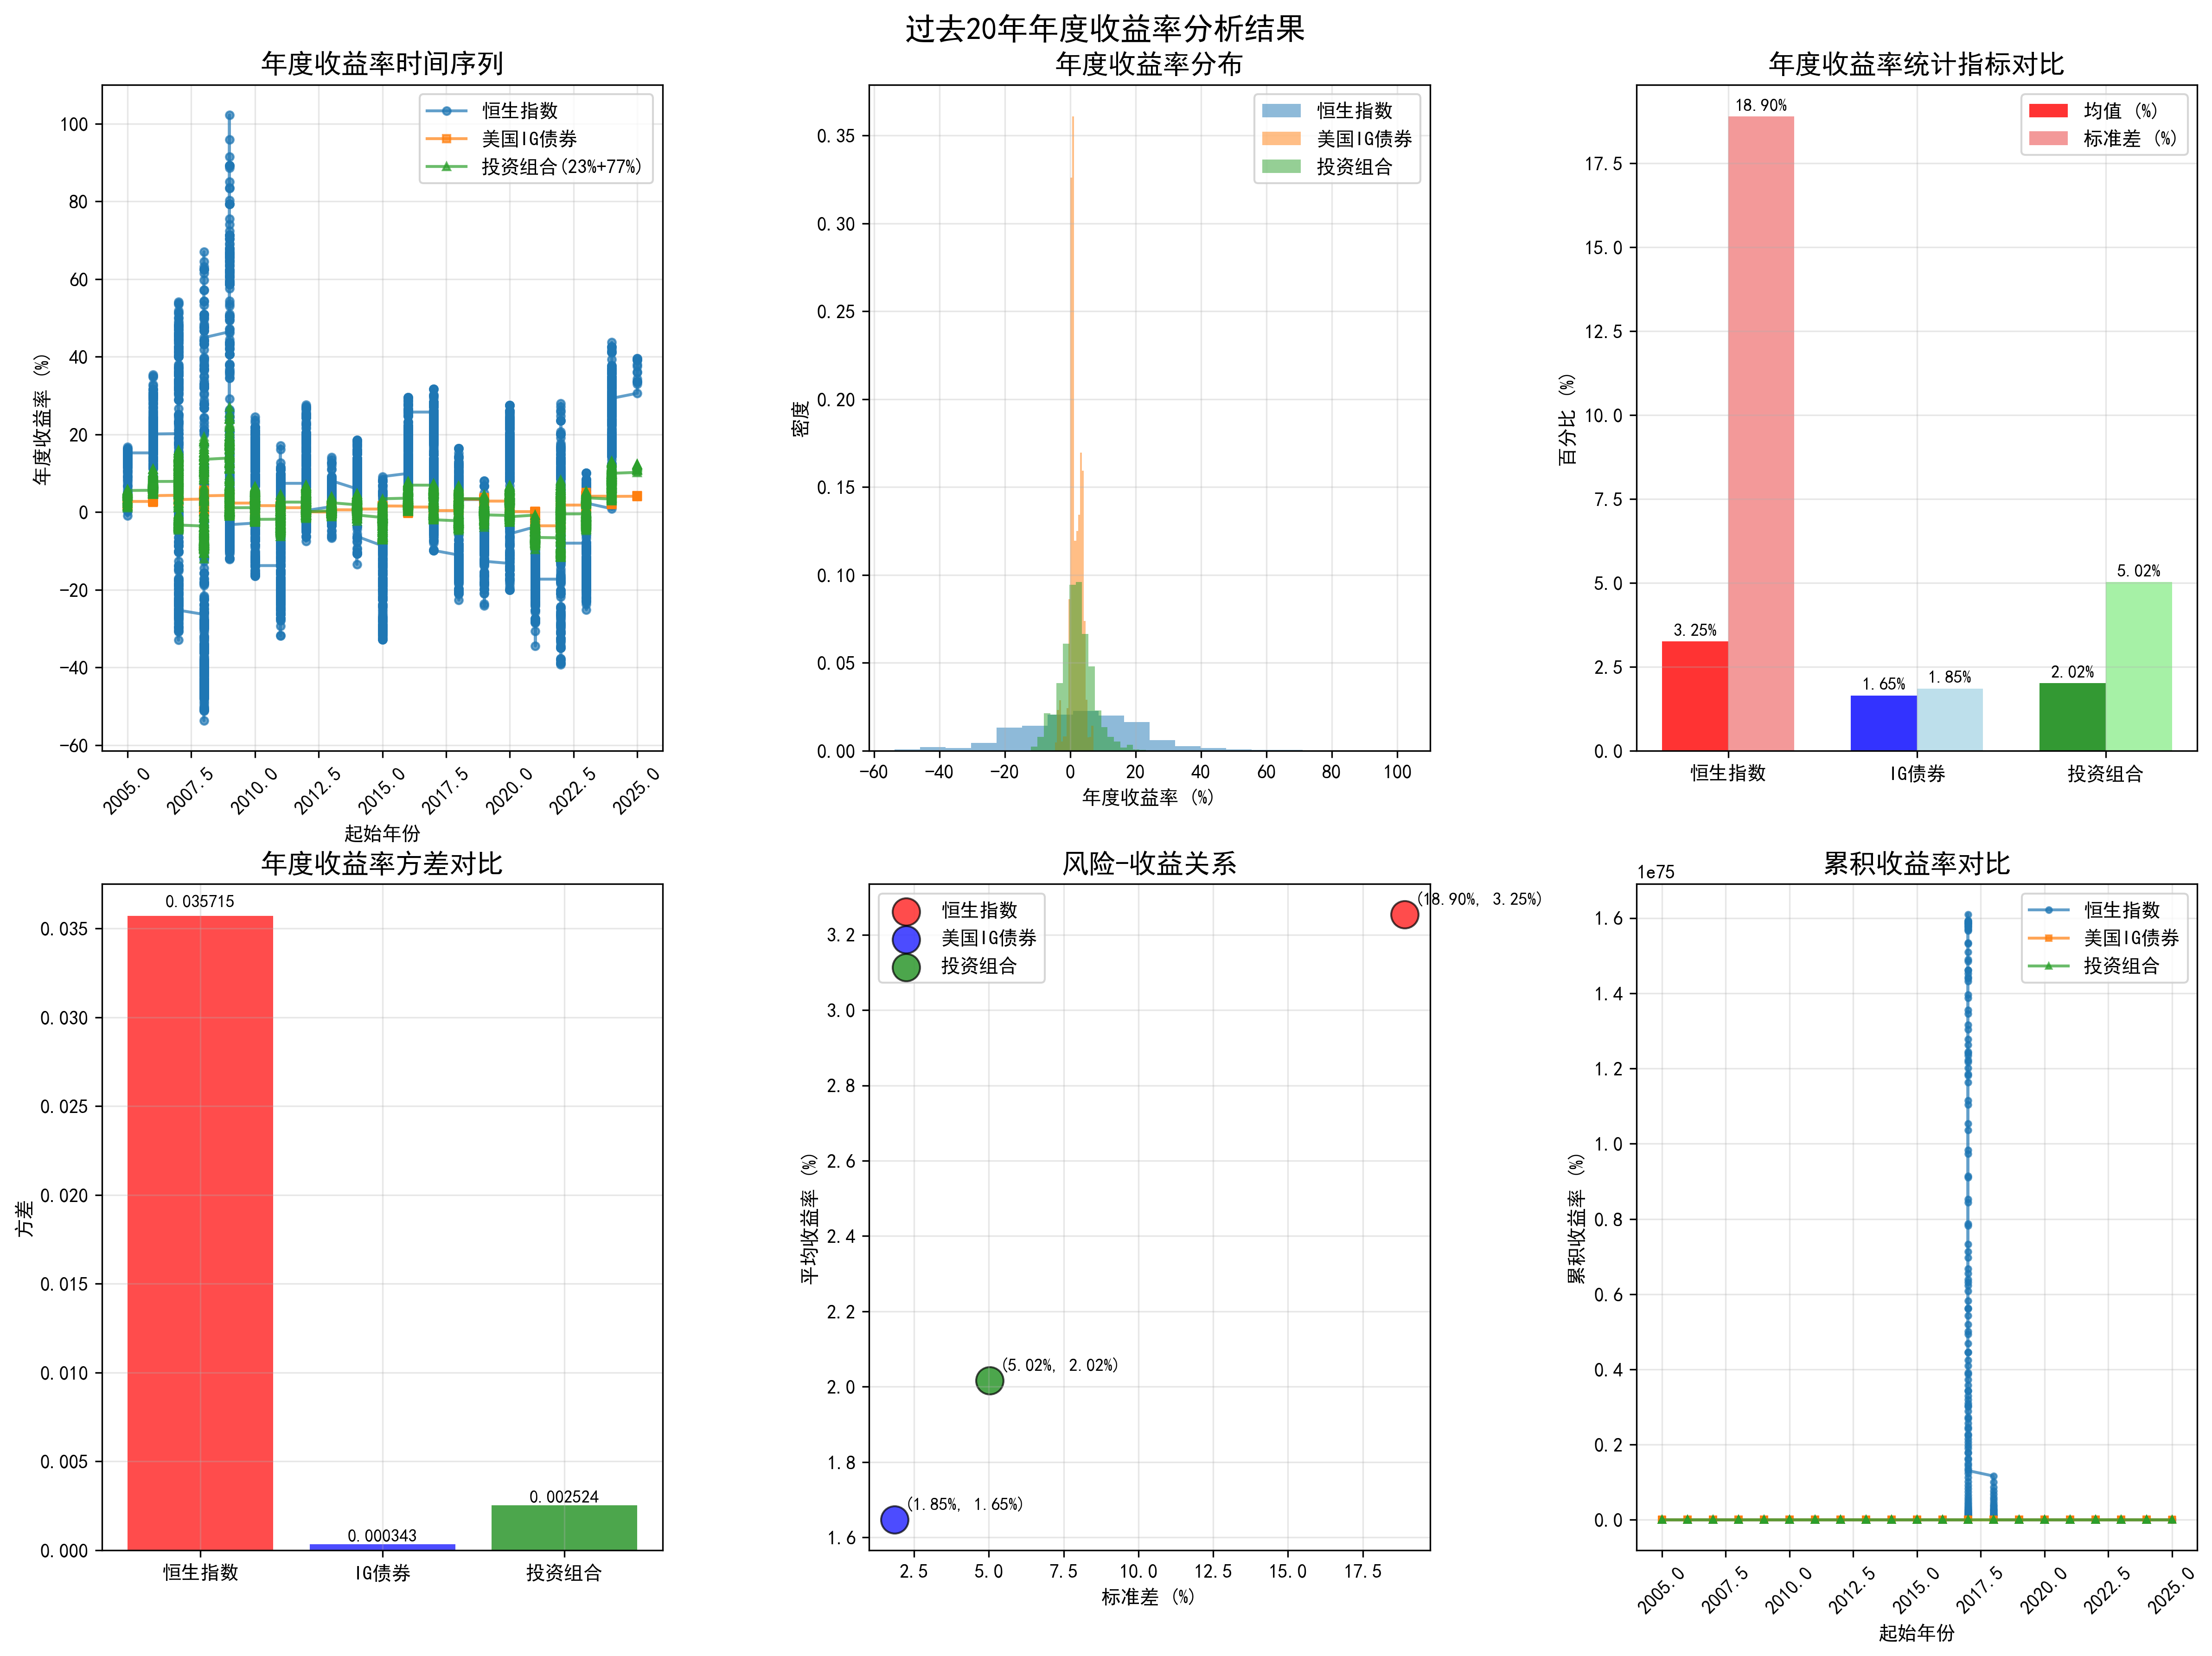 过去20年年度收益率分析结果
年度收益率时间序列
恒生指数
美国IG债券
投资组合(23%+77%)
100
80
60
40
20
0
−20
−40
−60
年度收益率 (%)
2005.0
2007.5
2010.0
2012.5
2015.0
2017.5
2020.0
2022.5
2025.0
起始年份
年度收益率分布
恒生指数
美国IG债券
投资组合
0.35
0.30
0.25
0.20
0.15
0.10
0.05
0.00
密度
−60
−40
−20
0
20
40
60
80
100
年度收益率 (%)
年度收益率统计指标对比
均值 (%)
标准差 (%)
17.5
15.0
12.5
10.0
7.5
5.0
2.5
0.0
百分比 (%)
3.25%
18.90%
1.65%
1.85%
2.02%
5.02%
恒生指数
IG债券
投资组合
年度收益率方差对比
0.035
0.030
0.025
0.020
0.015
0.010
0.005
0.000
方差
0.035715
0.000343
0.002524
恒生指数
IG债券
投资组合
风险-收益关系
恒生指数
美国IG债券
投资组合
(18.90%, 3.25%)
(5.02%, 2.02%)
(1.85%, 1.65%)
3.2
3.0
2.8
2.6
2.4
2.2
2.0
1.8
1.6
平均收益率 (%)
2.5
5.0
7.5
10.0
12.5
15.0
17.5
标准差 (%)
累积收益率对比
1e75
恒生指数
美国IG债券
投资组合
1.6
1.4
1.2
1.0
0.8
0.6
0.4
0.2
0.0
累积收益率 (%)
2005.0
2007.5
2010.0
2012.5
2015.0
2017.5
2020.0
2022.5
2025.0
起始年份